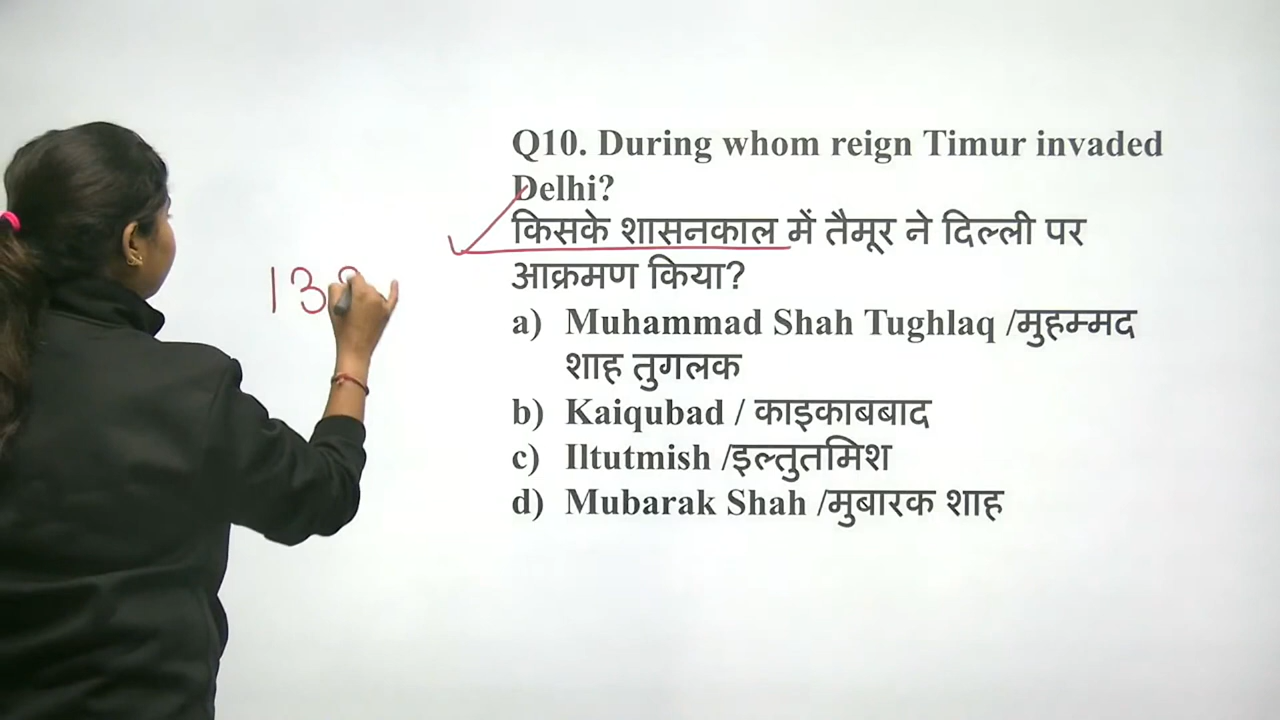 Q10. During whom reign Timur invaded
Delhi?
किसके शासनकाल में तैमूर ने दिल्ली पर
आक्रमण किया?
a) Muhammad Shah Tughlaq /मुहम्मद
शाह तुगलक
b) Kaiqubad / काइकाबबाद
c) Iltutmish /इल्तुतमिश
d) Mubarak Shah /मुबारक शाह
13